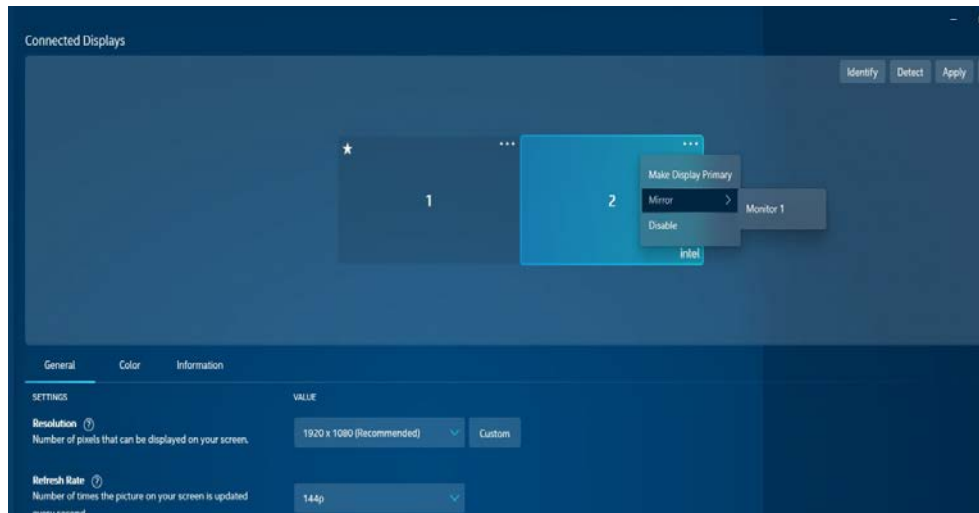 Connected Displays
Identify Detect Apply
1
2
Make Display Primary
Mirror
Monitor 1
Disable
intel
General Color Information
SETTINGS VALUE
Resolution ?
Number of pixels that can be displayed on your screen.
1920 x 1080 (Recommended) Custom
Refresh Rate ?
Number of times the picture on your screen is updated
every second
144p